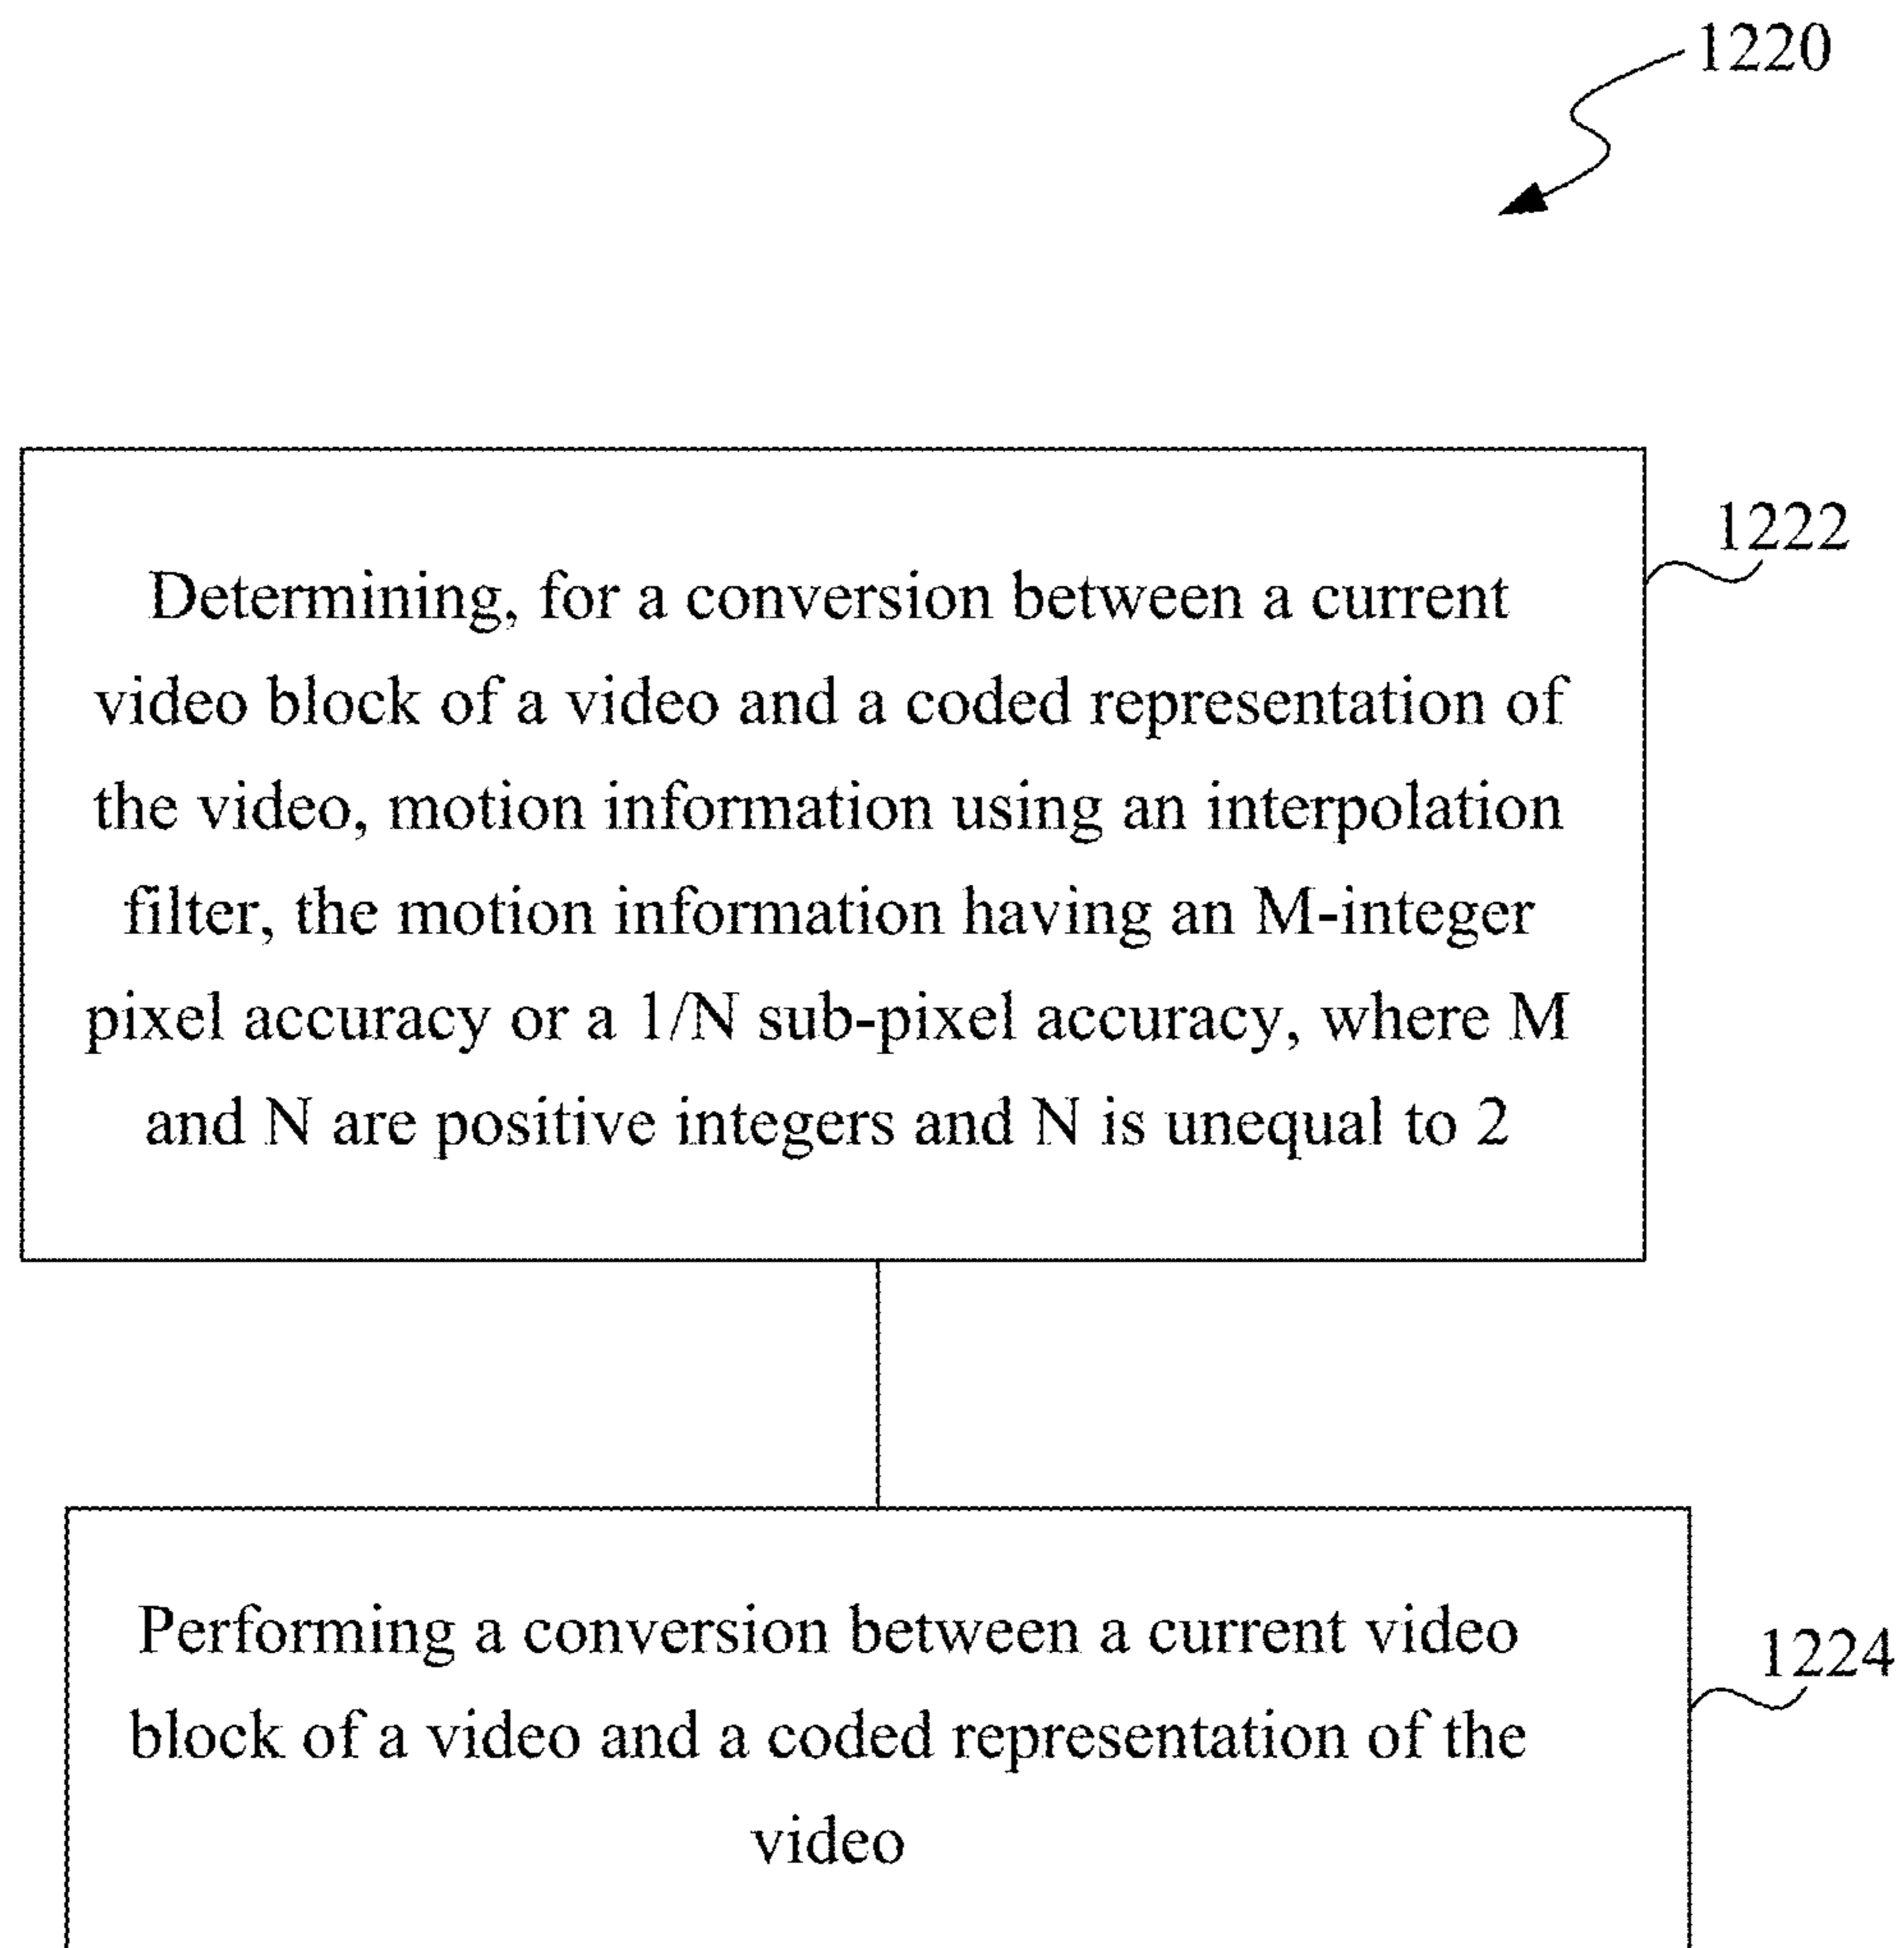 1220
1222
Determining, for a conversion between a current
video block of a video and a coded representation of
the video, motion information using an interpolation
filter, the motion information having an M-integer
pixel accuracy or a 1/N sub-pixel accuracy, where M
and N are positive integers and N is unequal to 2
1224
Performing a conversion between a current video
block of a video and a coded representation of the
video